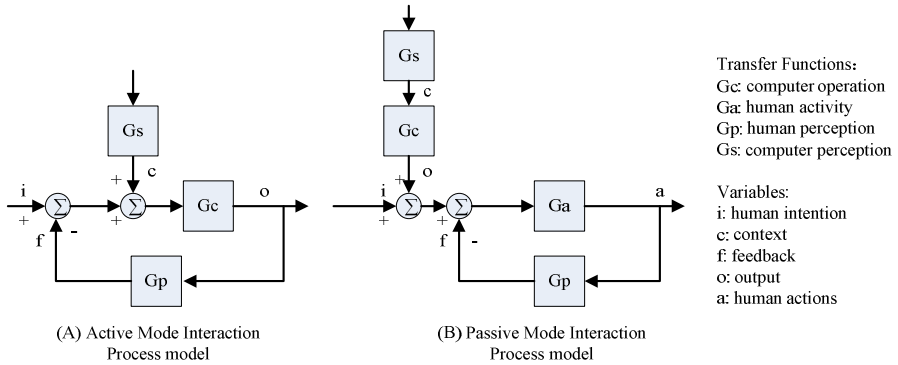 Gs
c
i
+
Σ
+
+
Σ
Gc
o
f
-
Gp
(A) Active Mode Interaction
Process model
Gs
c
Gc
+
o
i
+
Σ
+
Σ
Ga
a
f
-
Gp
(B) Passive Mode Interaction
Process model
Transfer Functions:
Gc: computer operation
Ga: human activity
Gp: human perception
Gs: computer perception
Variables:
i: human intention
c: context
f: feedback
o: output
a: human actions